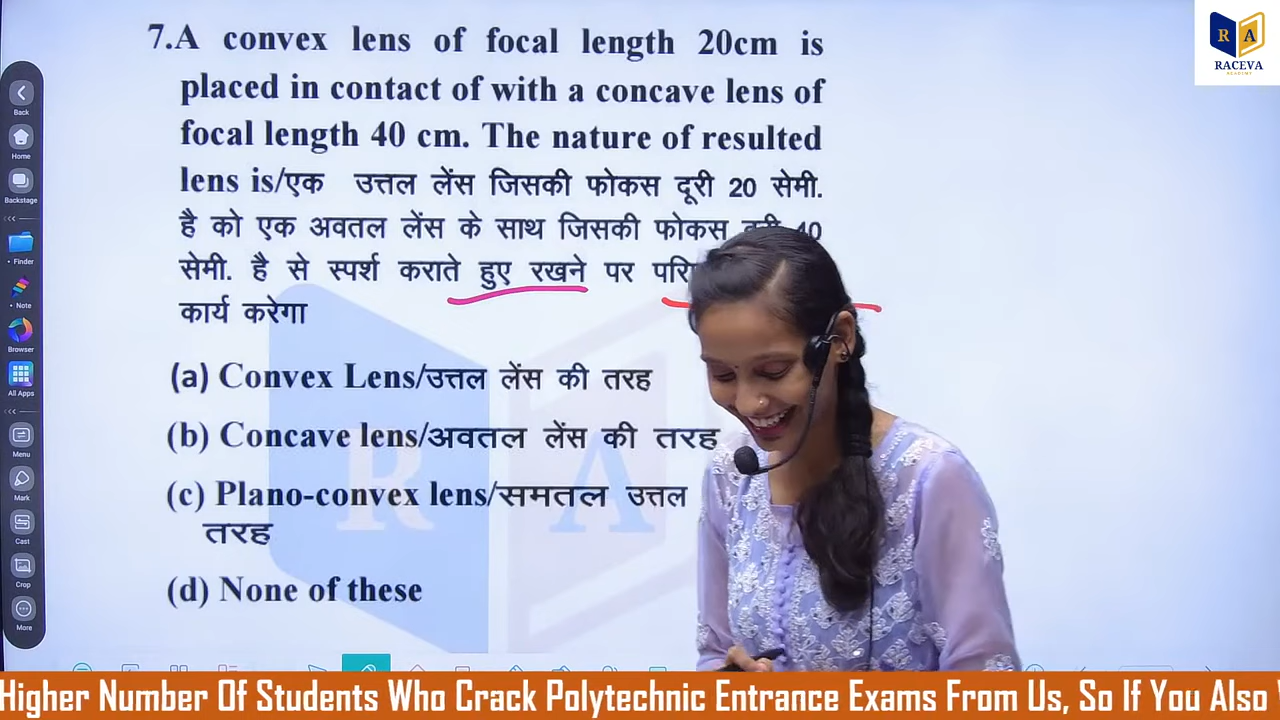 7.A convex lens of focal length 20cm is
placed in contact of with a concave lens of
focal length 40 cm. The nature of resulted
lens is/एक उत्तल लेंस जिसकी फोकस दूरी 20 सेमी.
है को एक अवतल लेंस के साथ जिसकी फोकस 40
सेमी. है से स्पर्श कराते हुए रखने पर
कार्य करेगा
(a) Convex Lens/उत्तल लेंस की तरह
(b) Concave lens/अवतल लेंस की तरह
(c) Plano-convex lens/समतल उत्तल
तरह
(d) None of these
R A
RACEVA
ACADEMY
R A
Back
Home
Backstage
Finder
Note
Browser
All Apps
Menu
Mark
Cast
Crop
More
Higher Number Of Students Who Crack Polytechnic Entrance Exams From Us, So If You Also